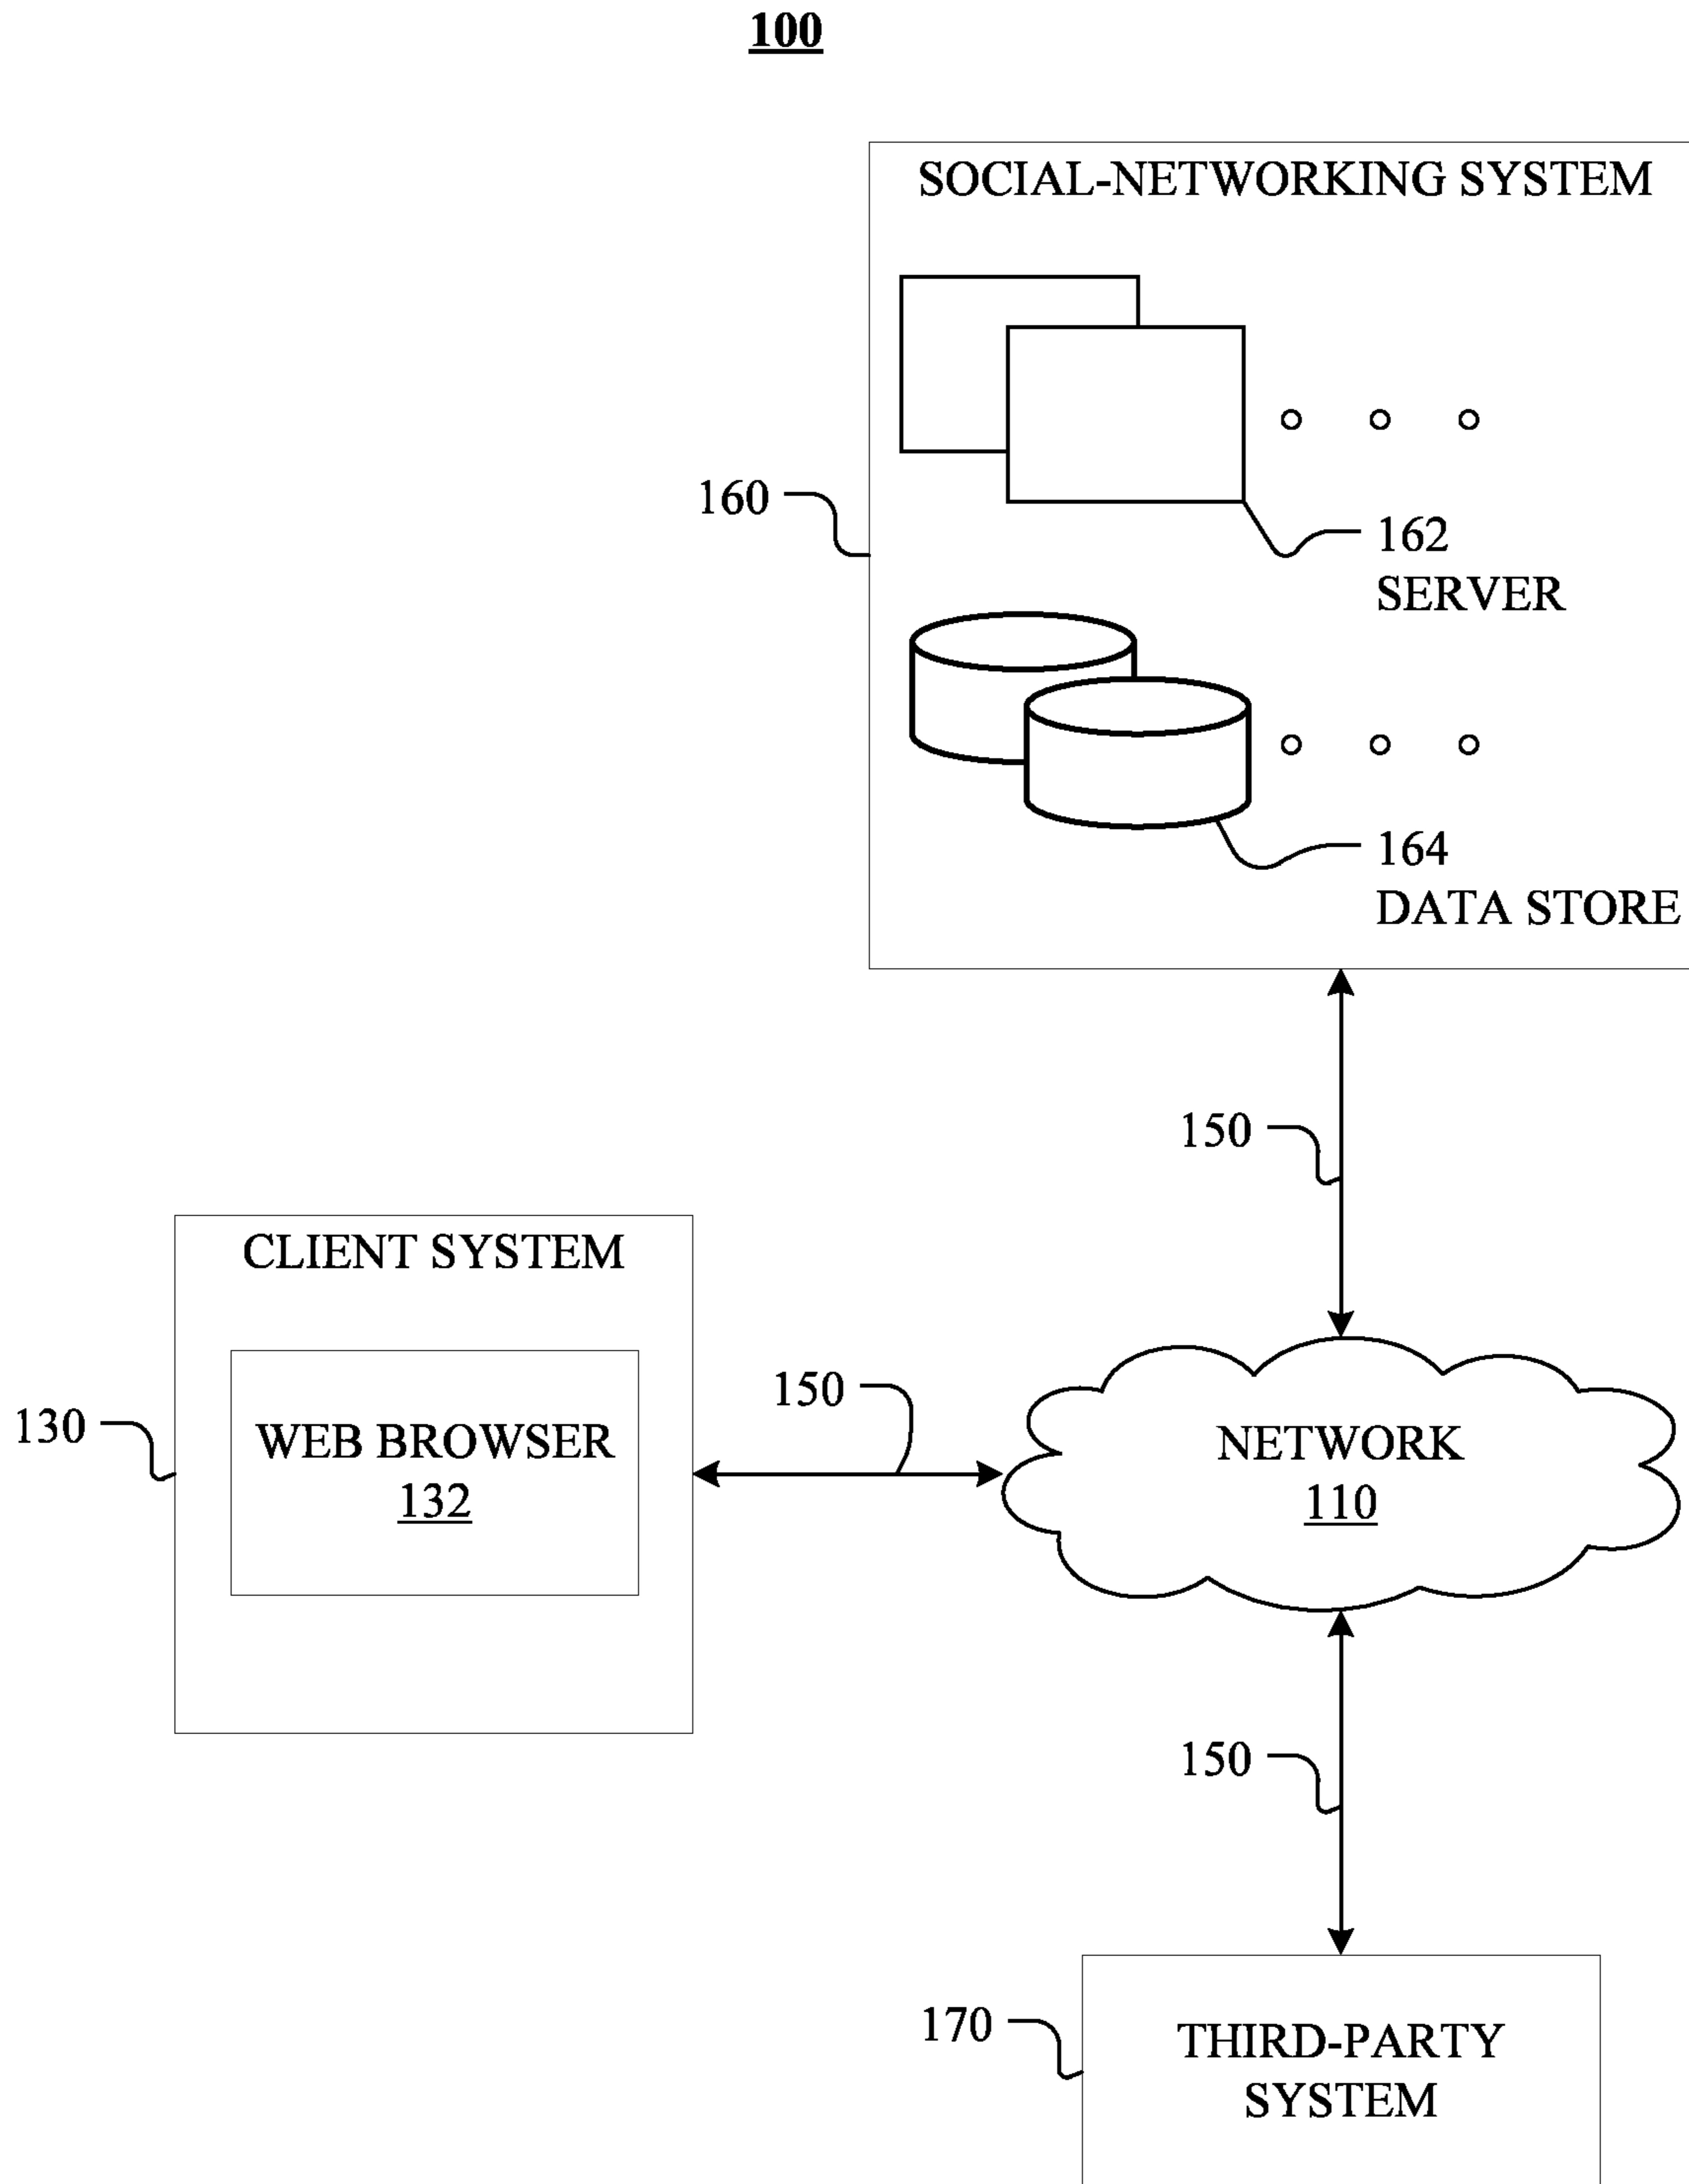 100
SOCIAL-NETWORKING SYSTEM
160
162
SERVER
164
DATA STORE
150
CLIENT SYSTEM
130
WEB BROWSER
132
150
NETWORK
110
150
170
THIRD-PARTY
SYSTEM